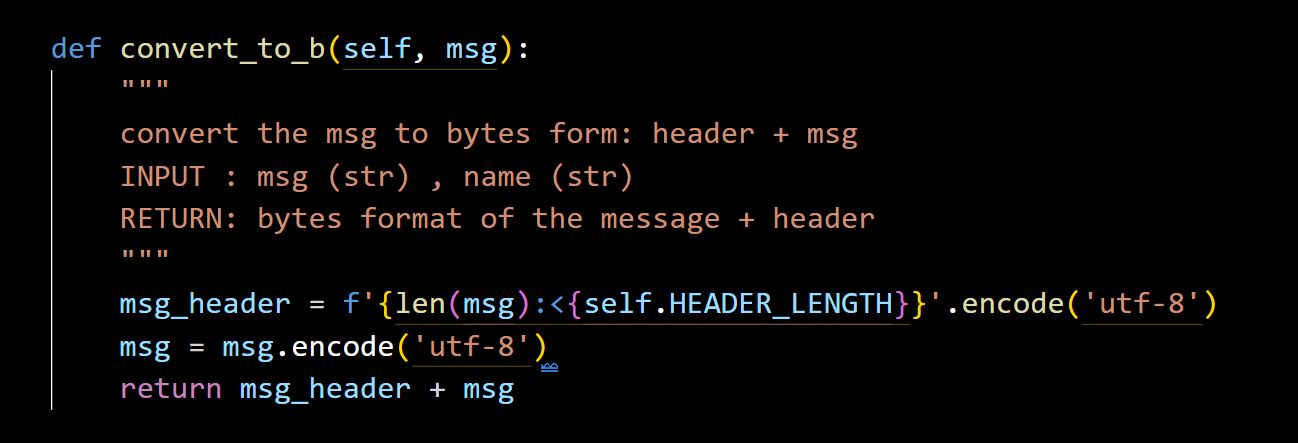 def convert_to_b(self, msg):
"""
convert the msg to bytes form: header + msg
INPUT : msg (str) , name (str)
RETURN: bytes format of the message + header
"""
msg_header = f'{len(msg):<{self.HEADER_LENGTH}}'.encode('utf-8')
msg = msg.encode('utf-8')
return msg_header + msg